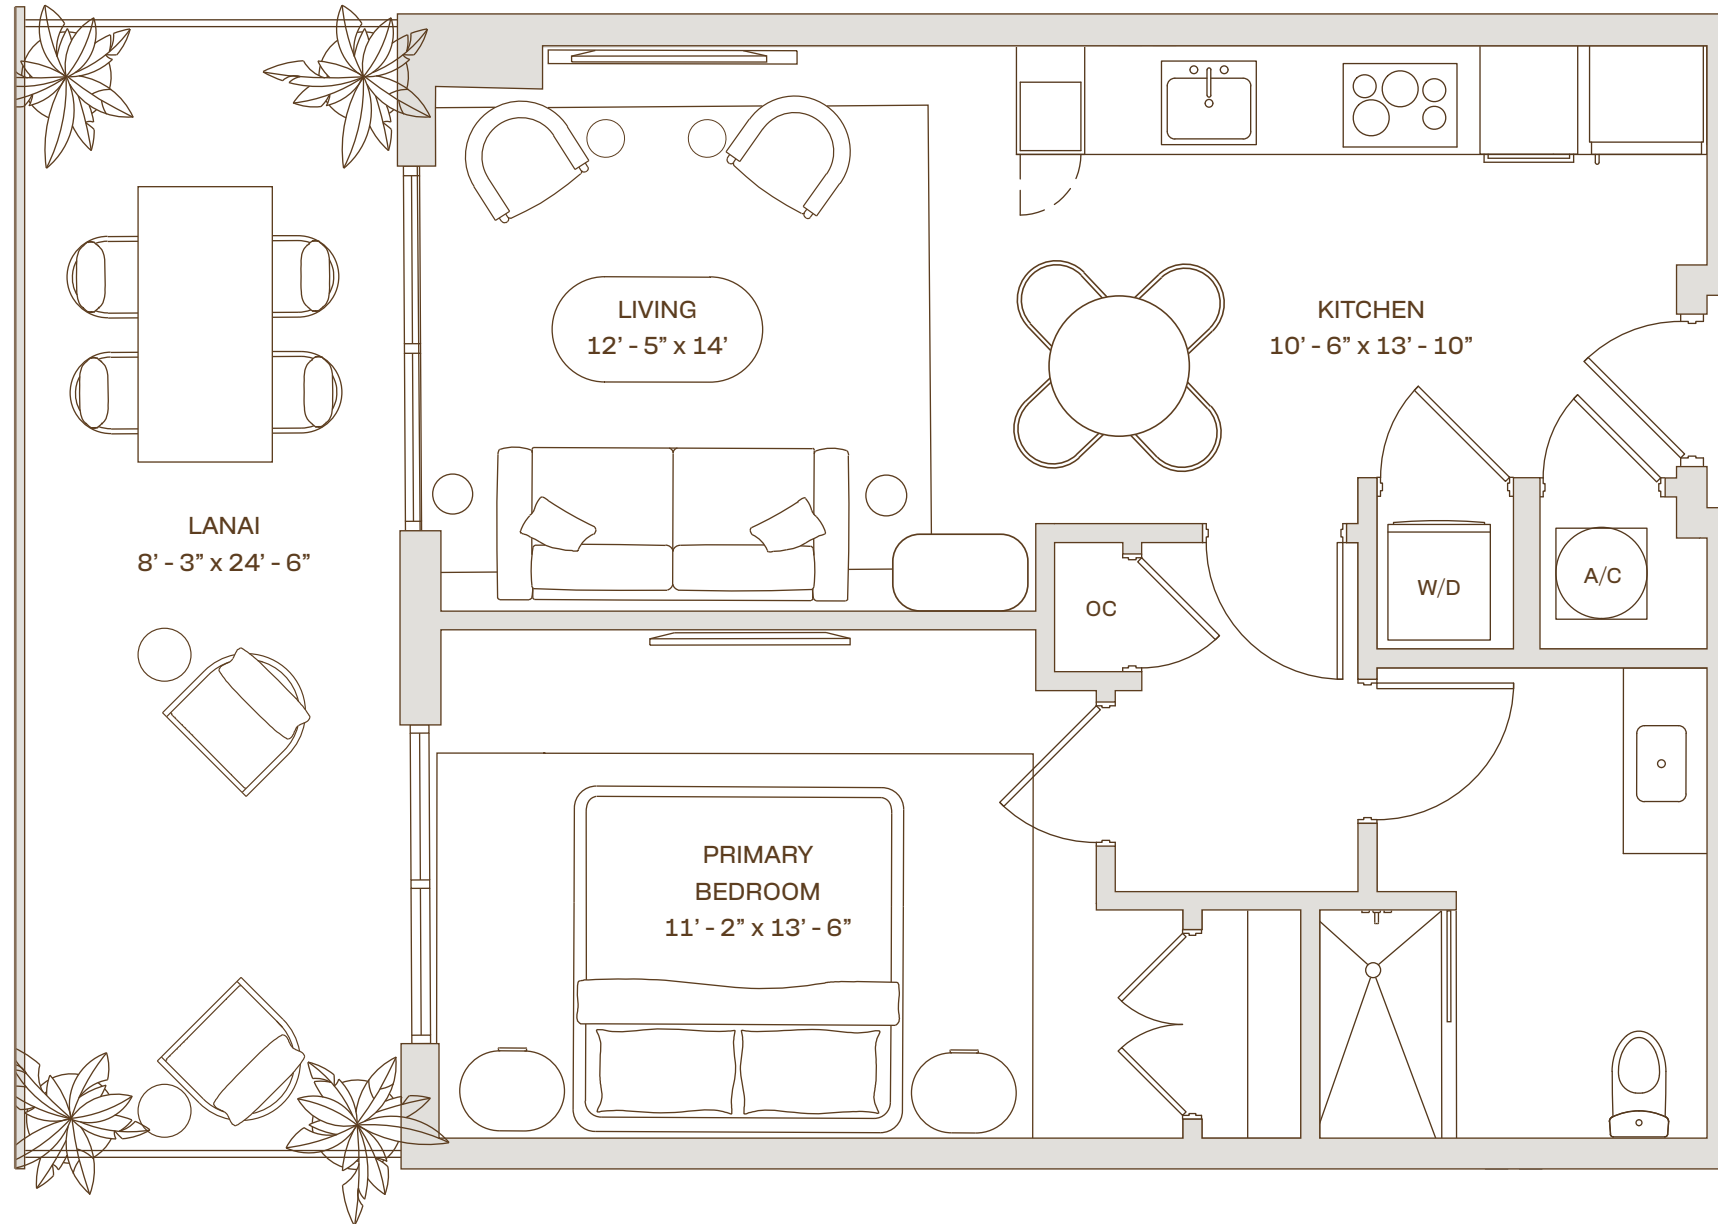 LIVING
12’ - 5” x 14’
KITCHEN
10’ - 6” x 13’ - 10”
LANAI
8’ - 3” x 24’ - 6”
OC
W/D
A/C
PRIMARY
BEDROOM
11’ - 2” x 13’ - 6”